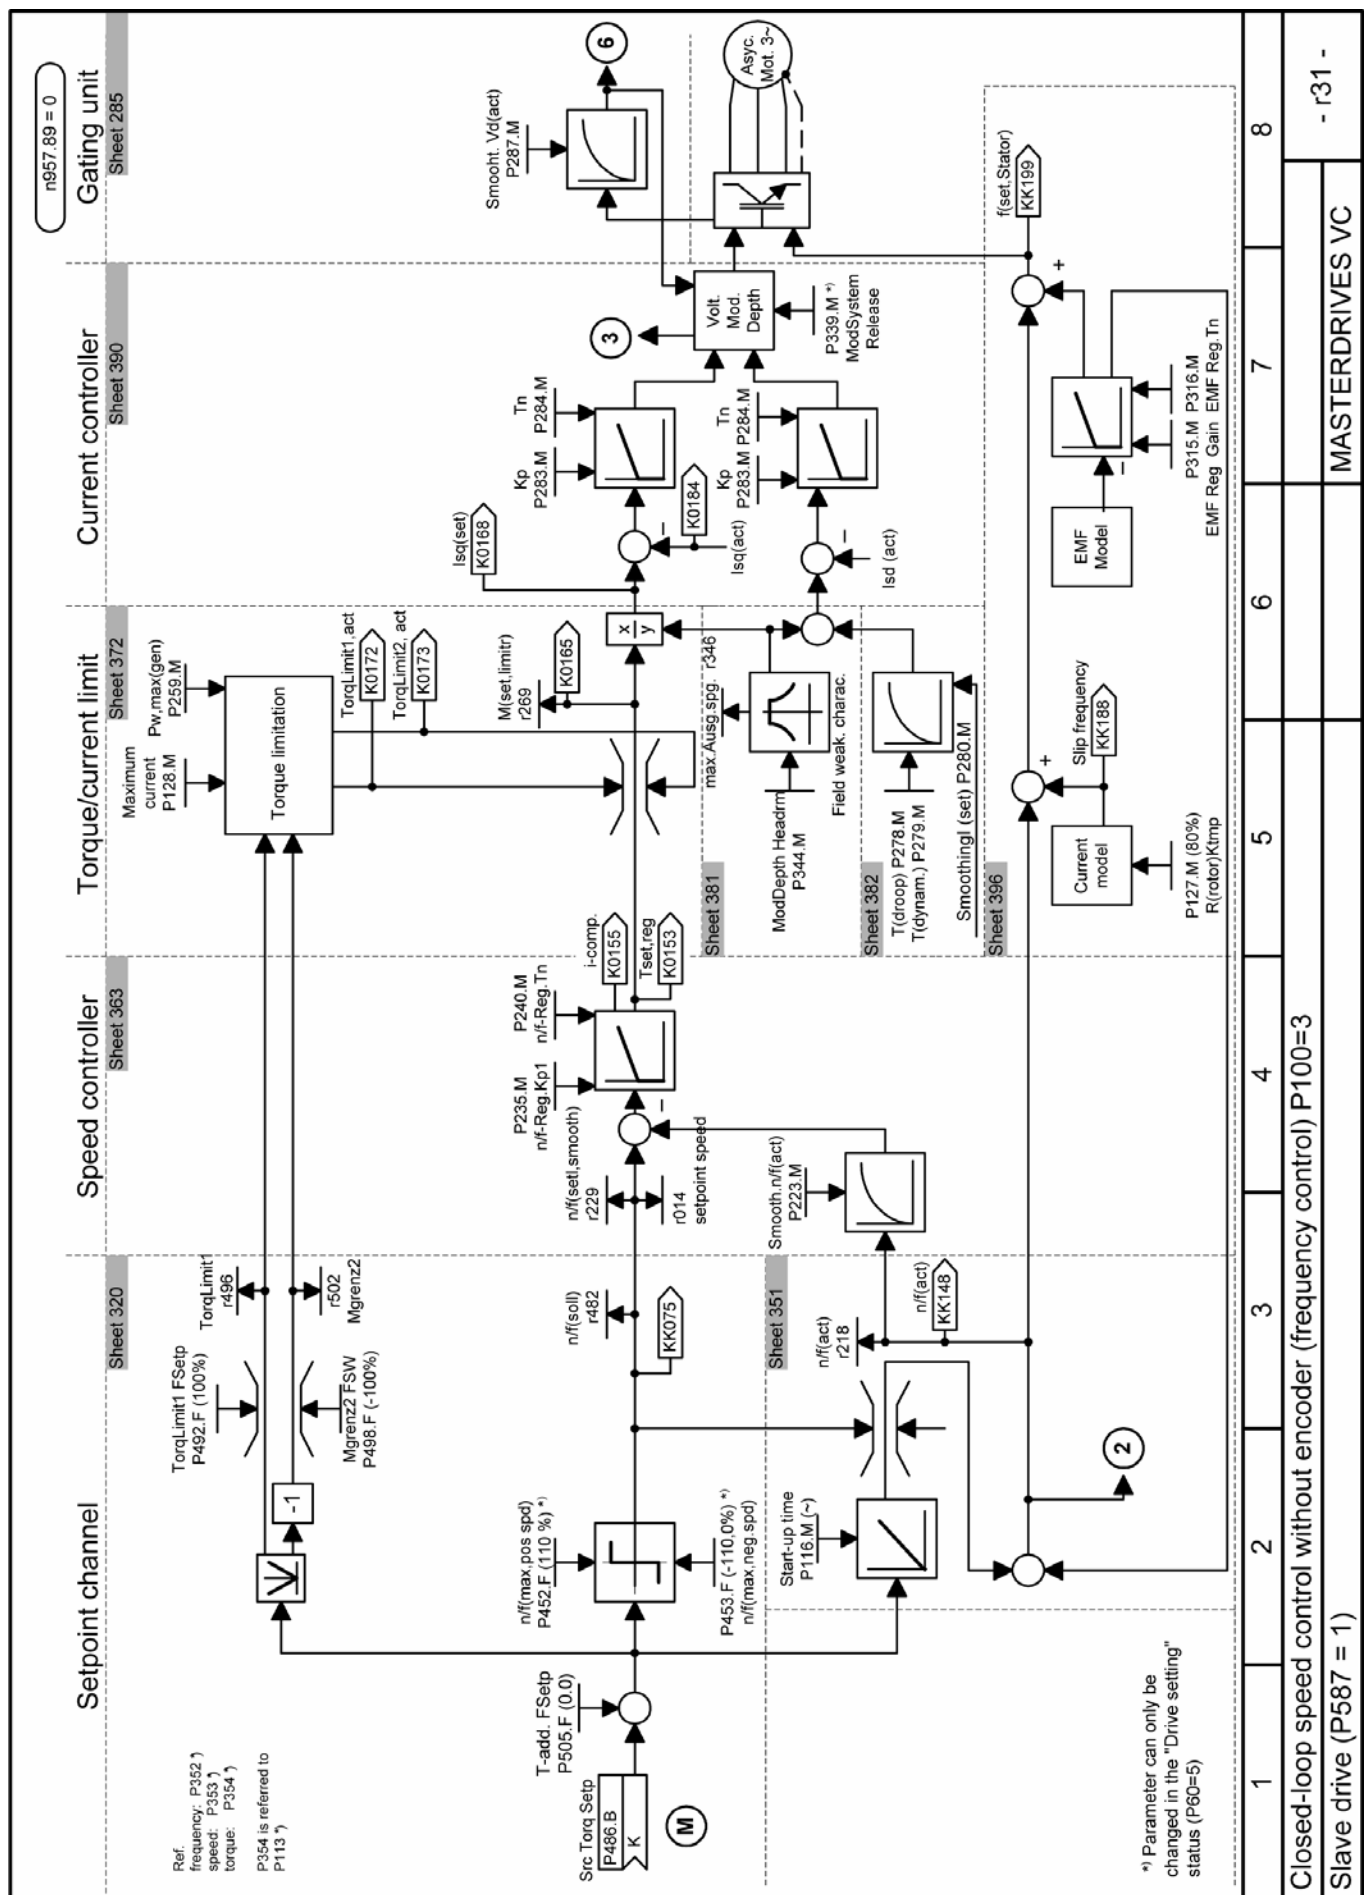 n957.89 = 0
Setpoint channel
Speed controller
Torque/current limit
Current controller
Gating unit
Sheet 320
Sheet 363
Sheet 372
Sheet 390
Sheet 285
Ref.
frequency: P352 *)
speed: P353 *)
torque: P354 *)
P354 is referred to
P113 *)
TorqLimit1 FSetp
P492.F (100%)
TorqLimit1
r496
r502
Mgrenz2
Mgrenz2 FSW
P498.F (-100%)
-1
Maximum
current
P128.M
Pw,max(gen)
P259.M
Torque limitation
TorqLimit1,act
K0172
TorqLimit2, act
K0173
Smooht. Vd(act)
P287.M
6
Src Torq Setp
P486.B
K
M
T-add. FSetp
P505.F (0.0)
n/f(max,pos spd)
P452.F (110 %) *)
P453.F (-110,0%) *)
n/f(max,neg.spd)
n/f(soll)
r482
KK075
n/f(setl,smooth)
r229
r014
setpoint speed
P235.M
n/f-Reg.Kp1
P240.M
n/f-Reg.Tn
–
i-comp.
K0155
Tset,reg
K0153
M(set,limitr)
r269
K0165
x
y
Isq(set)
K0168
–
K0184
Isq(act)
Kp
P283.M
Tn
P284.M
3
Volt.
Mod.
Depth
P339.M *)
ModSystem
Release
Asyc.
Mot. 3~
Sheet 381
max.Ausg.spg. r346
ModDepth Headrm
P344.M
Field weak. charac.
–
Isd (act)
Kp
P283.M
Tn
P284.M
Sheet 382
T(droop) P278.M
T(dynam.) P279.M
SmoothingI (set) P280.M
Sheet 351
Start-up time
P116.M (~)
n/f(act)
r218
n/f(act)
KK148
Smooth.n/f(act)
P223.M
2
Sheet 396
Slip frequency
KK188
+
Current
model
P127.M (80%)
R(rotor)Ktmp
EMF
Model
–
P315.M P316.M
EMF Reg Gain EMF Reg.Tn
+
f(set,Stator)
KK199
*) Parameter can only be
changed in the "Drive setting"
status (P60=5)
1
2
3
4
5
6
7
8
Closed-loop speed control without encoder (frequency control) P100=3
Slave drive (P587 = 1)
MASTERDRIVES VC
- r31 -